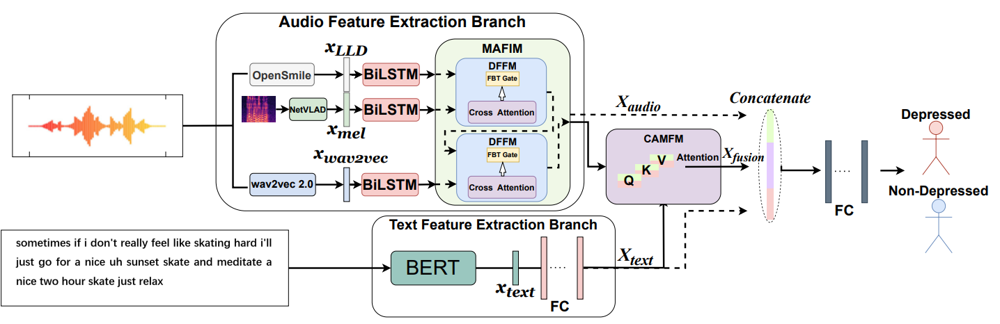 Audio Feature Extraction Branch
OpenSmile
x_LLD
BiLSTM
NetVLAD
x_mel
BiLSTM
wav2vec 2.0
x_wav2vec
BiLSTM
MAFIM
DFFM
FBT Gate
Cross Attention
DFFM
FBT Gate
Cross Attention
sometimes if i don't really feel like skating hard i'll
just go for a nice uh sunset skate and meditate a
nice two hour skate just relax
Text Feature Extraction Branch
BERT
x_text
....
FC
X_audio
X_text
CAMFM
Q
K
V
Attention
X_fusion
Concatenate
....
FC
Depressed
Non-Depressed